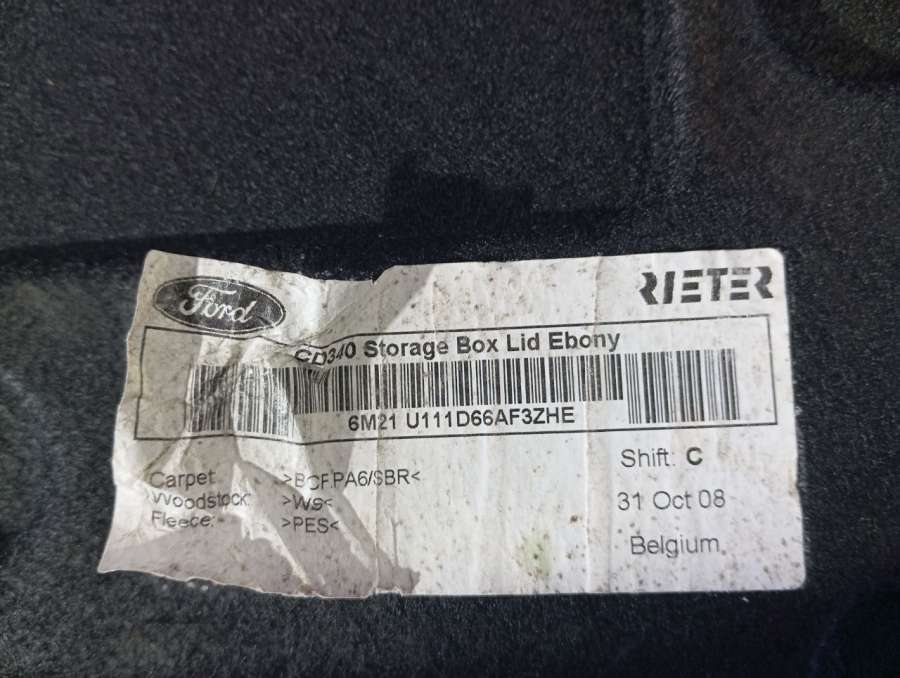 Ford
RIETER
CD340 Storage Box Lid Ebony
6M21 U111D66AF3ZHE
Shift: C
Carpet >BCF.PA6/SBR<
Woodstock: >WS<
31 Oct 08
Fleece: >PES<
Belgium